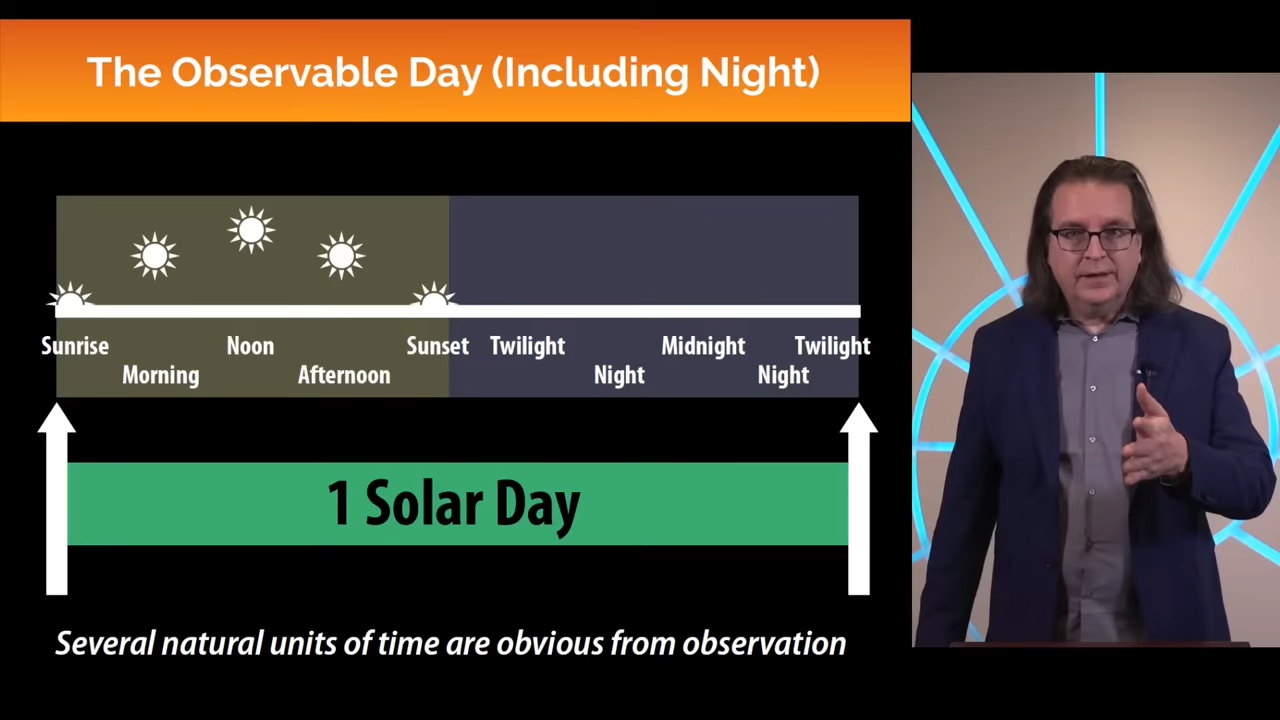 The Observable Day (Including Night)
Sunrise Noon Sunset Twilight Midnight Twilight
Morning Afternoon Night Night
1 Solar Day
Several natural units of time are obvious from observation